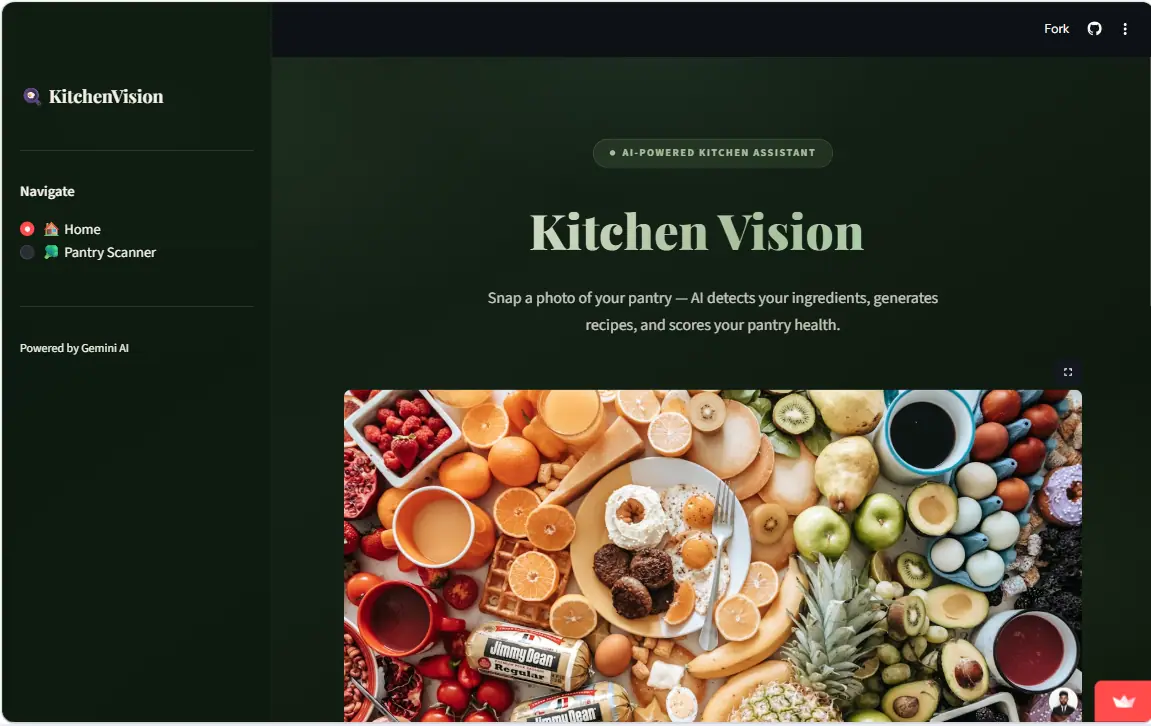 Fork
KitchenVision
Navigate
Home
Pantry Scanner
Powered by Gemini AI
AI-POWERED KITCHEN ASSISTANT
Kitchen Vision
Snap a photo of your pantry — AI detects your ingredients, generates
recipes, and scores your pantry health.
Jimmy Dean
Regular
Jimmy Dean